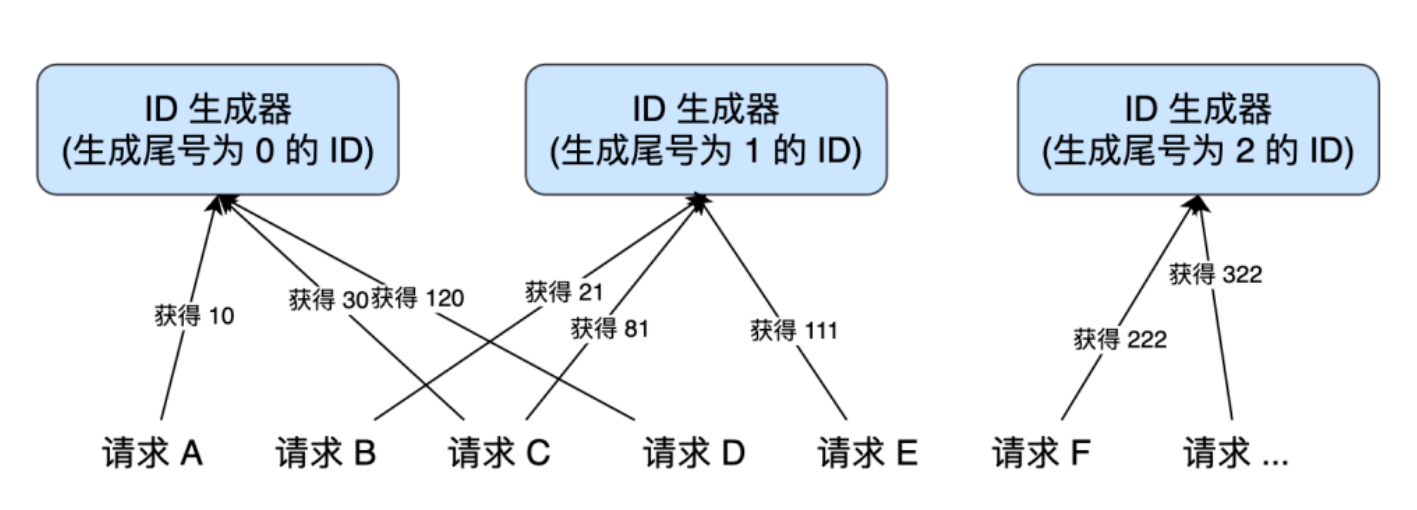 ID 生成器
(生成尾号为 0 的 ID)
ID 生成器
(生成尾号为 1 的 ID)
ID 生成器
(生成尾号为 2 的 ID)
获得 10
获得 30
获得 120
获得 21
获得 81
获得 111
获得 222
获得 322
请求 A
请求 B
请求 C
请求 D
请求 E
请求 F
请求 ...